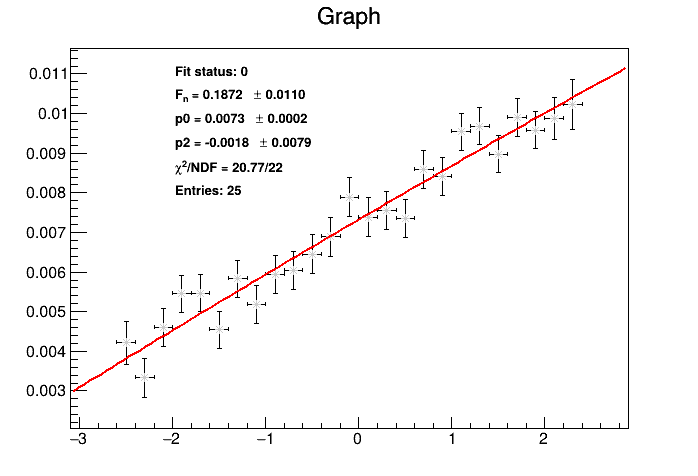 Graph
Fit status: 0
Fn = 0.1872 ± 0.0110
p0 = 0.0073 ± 0.0002
p2 = -0.0018 ± 0.0079
χ²/NDF = 20.77/22
Entries: 25
0.011
0.01
0.009
0.008
0.007
0.006
0.005
0.004
0.003
−3 −2 −1 0 1 2